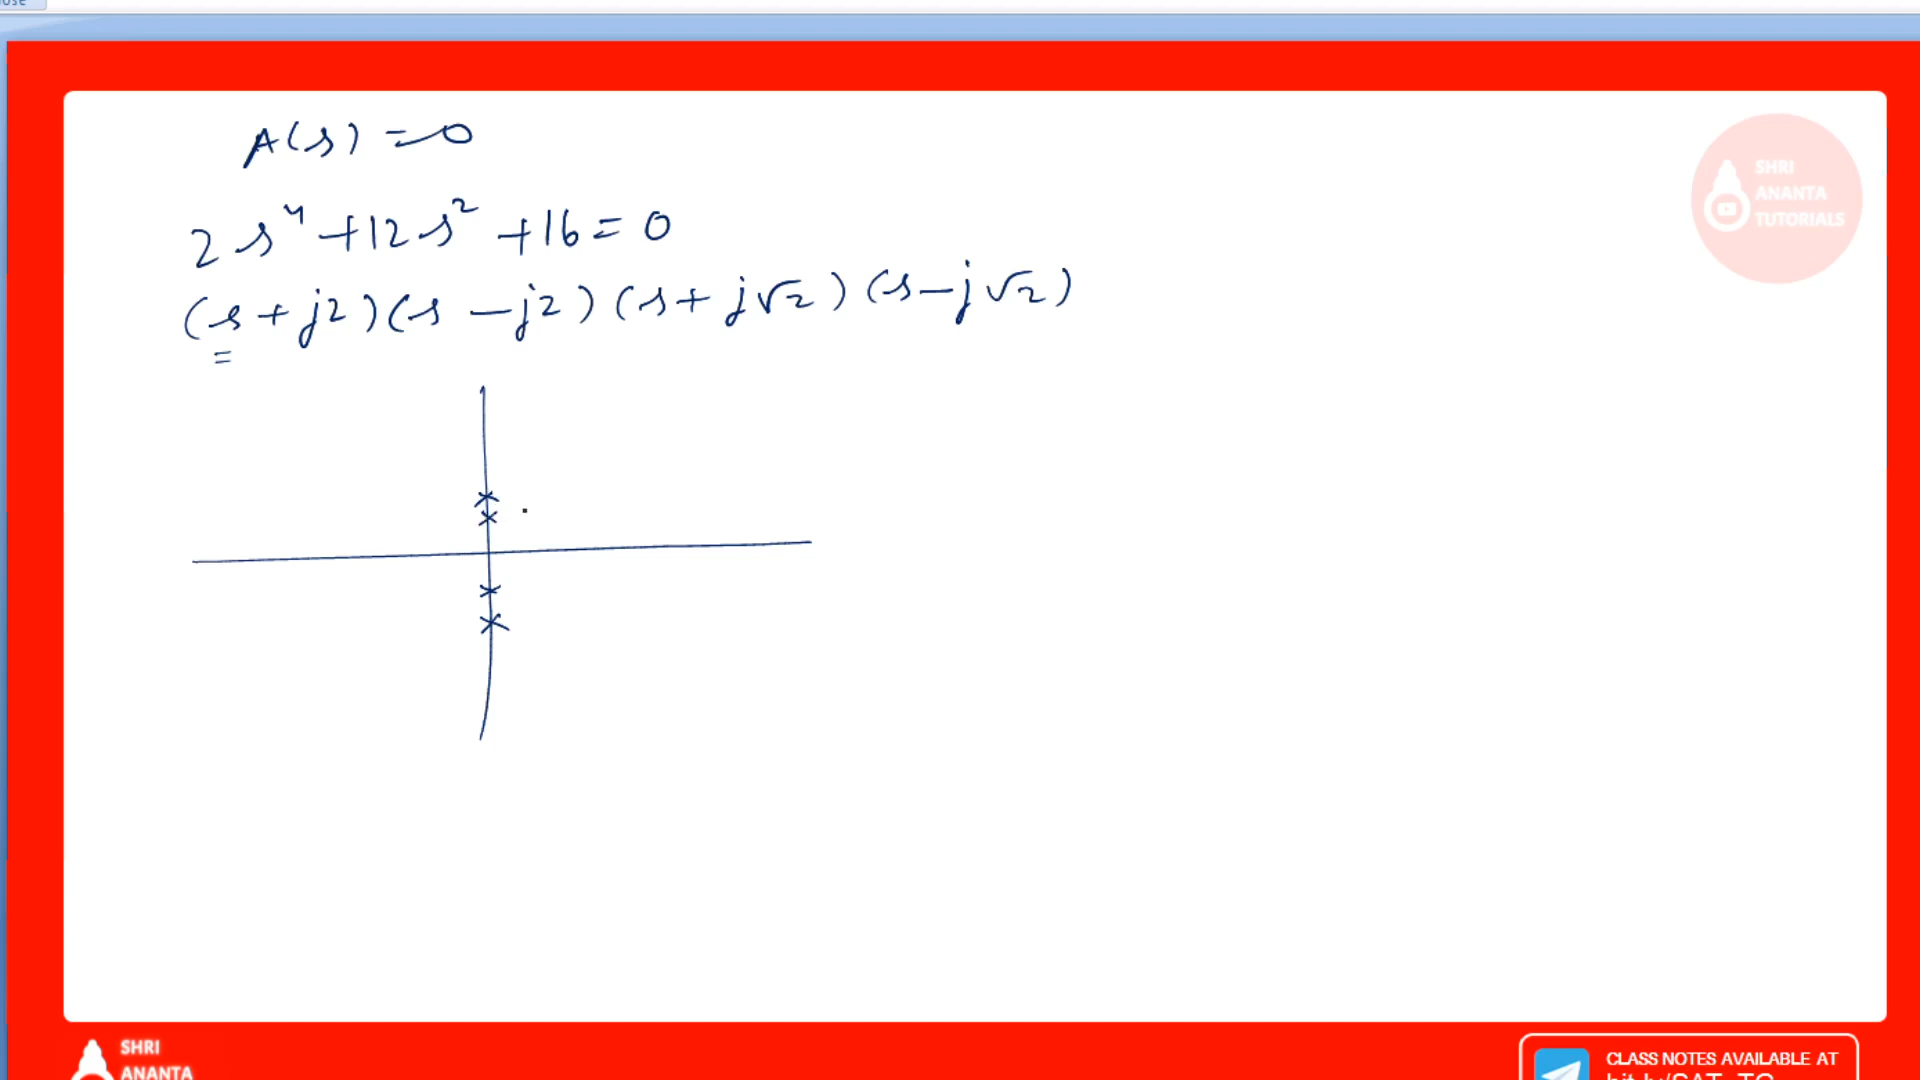 A(s) = 0
2s⁴ + 12s² + 16 = 0
(s + j2)(s - j2)(s + j√2)(s - j√2)
=
SHRI
ANANTA
TUTORIALS
SHRI
ANANTA
CLASS NOTES AVAILABLE AT